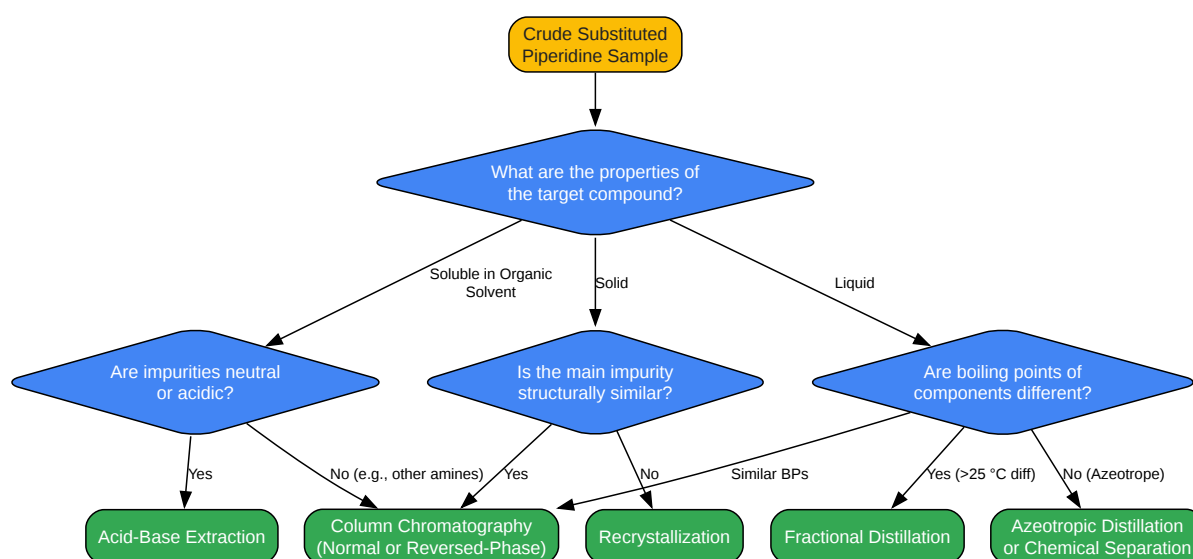 Crude Substituted
Piperidine Sample
What are the properties of
the target compound?
Soluble in Organic
Solvent
Solid
Liquid
Are impurities neutral
or acidic?
Is the main impurity
structurally similar?
Are boiling points of
components different?
Yes
No (e.g., other amines)
Yes
No
Similar BPs
Yes (>25 °C diff)
No (Azeotrope)
Acid-Base Extraction
Column Chromatography
(Normal or Reversed-Phase)
Recrystallization
Fractional Distillation
Azeotropic Distillation
or Chemical Separation